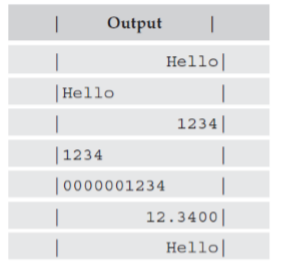 | Output |
| Hello|
|Hello |
| 1234|
|1234 |
|0000001234 |
| 12.3400|
| Hello|